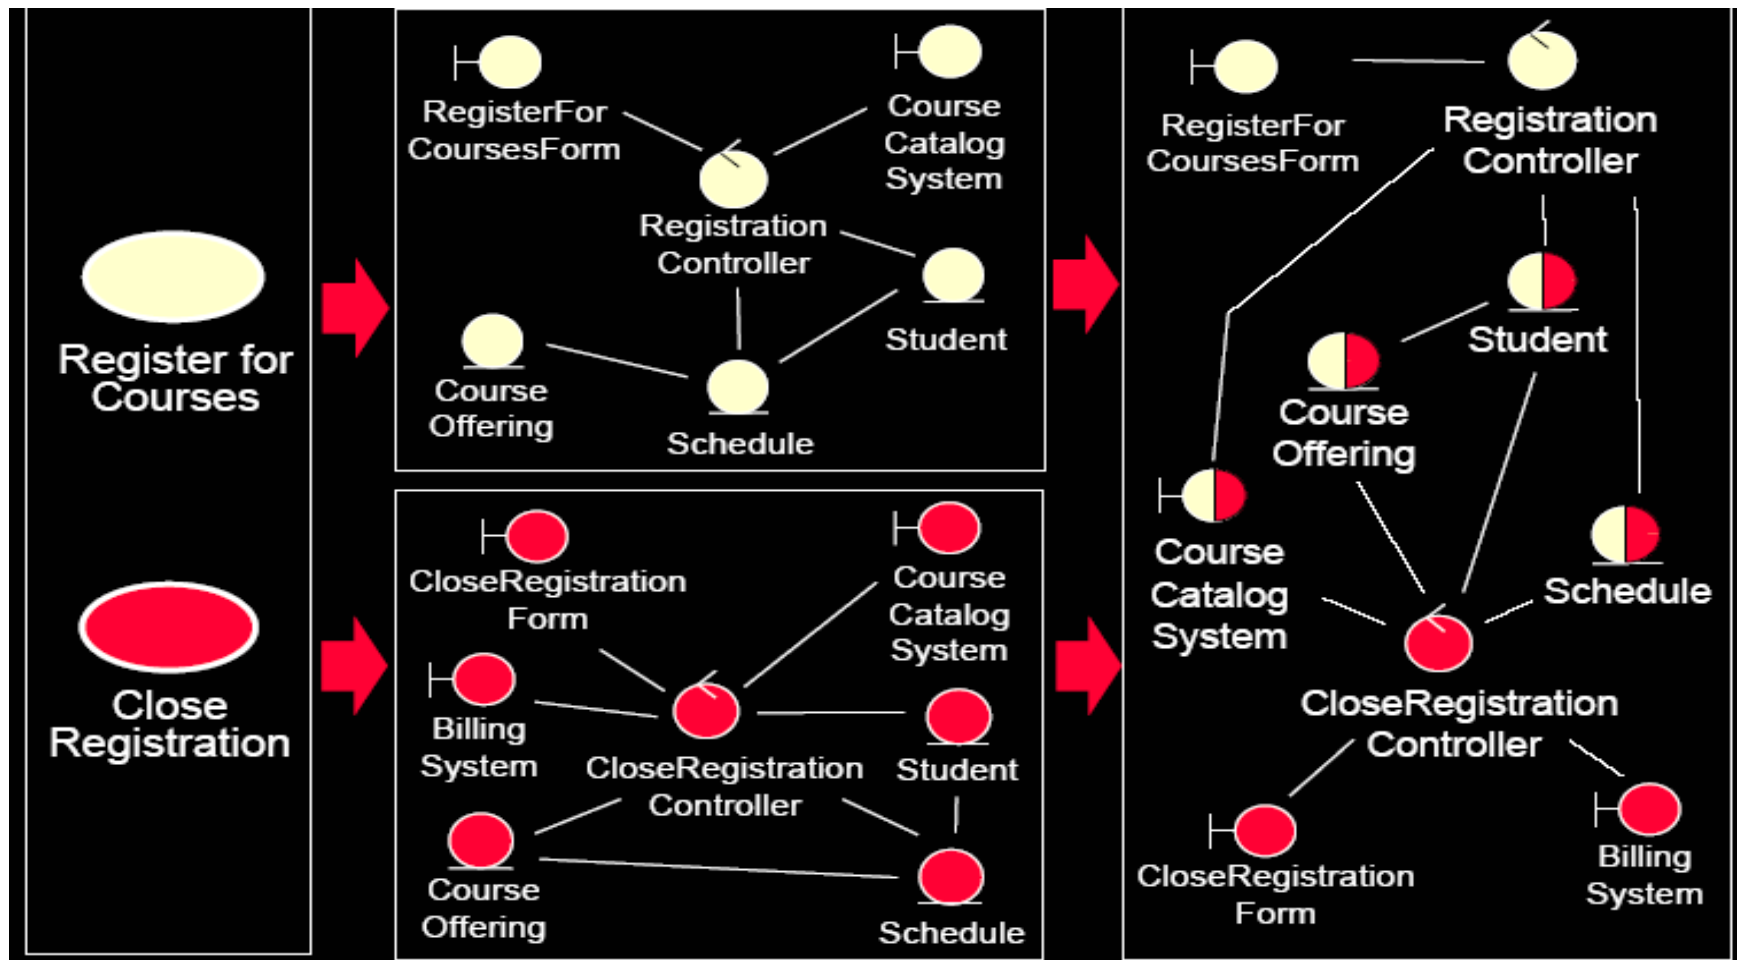 Register for
Courses
Close
Registration
RegisterFor
CoursesForm
Course
Catalog
System
Registration
Controller
Student
Course
Offering
Schedule
CloseRegistration
Form
Course
Catalog
System
Billing
System
CloseRegistration
Controller
Student
Course
Offering
Schedule
RegisterFor
CoursesForm
Registration
Controller
Student
Course
Offering
Course
Catalog
System
Schedule
CloseRegistration
Controller
CloseRegistration
Form
Billing
System